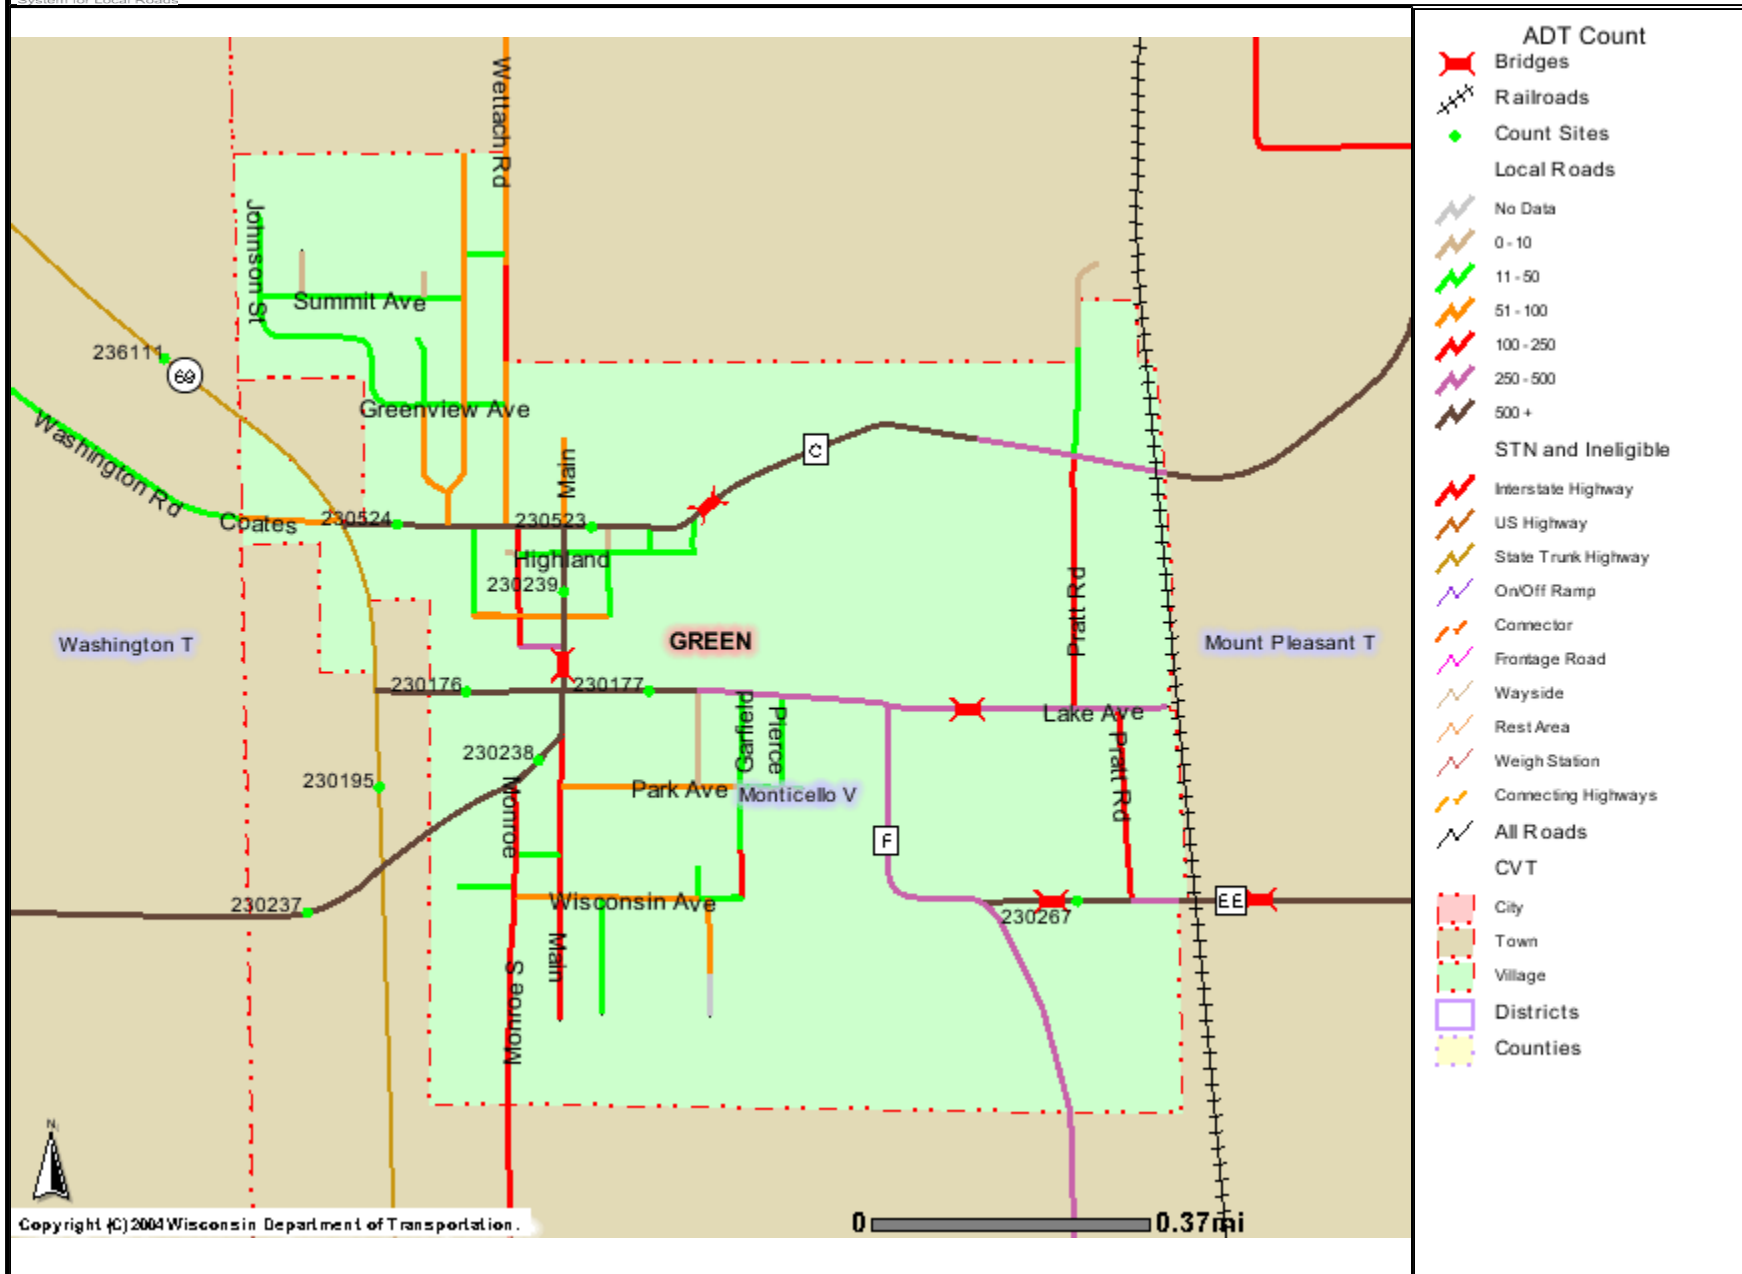 System for Local Roads
Wettach Rd
Johnson St
Summit Ave
236111
69
Greenview Ave
Washington Rd
Coates
230524
Main
230523
C
Highland
230239
Washington T
GREEN
Pratt Rd
Mount Pleasant T
230176
230177
Garfield
Pierce
Lake Ave
230238
230195
Monroe
Park Ave
Monticello V
Pratt Rd
F
230237
Wisconsin Ave
230267
EE
Main
S Monroe
N
Copyright (C) 2004 Wisconsin Department of Transportation.
0
0.37mi
ADT Count
Bridges
Railroads
Count Sites
Local Roads
No Data
0 - 10
11 - 50
51 - 100
100 - 250
250 - 500
500 +
STN and Ineligible
Interstate Highway
US Highway
State Trunk Highway
On/Off Ramp
Connector
Frontage Road
Wayside
Rest Area
Weigh Station
Connecting Highways
All Roads
CVT
City
Town
Village
Districts
Counties